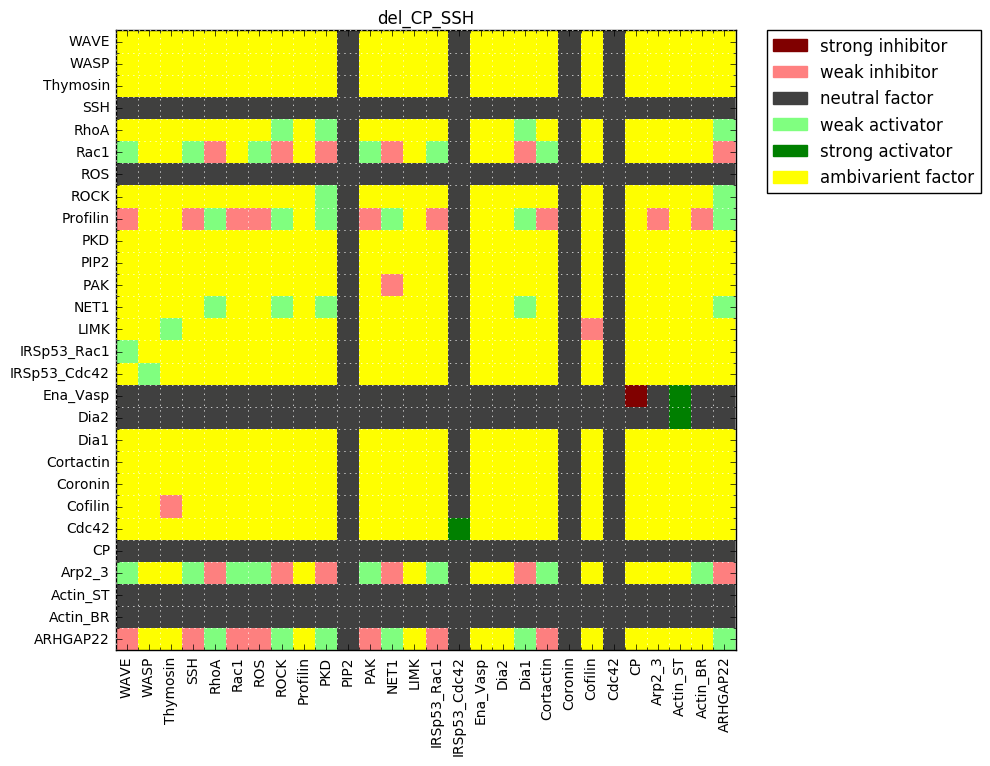 del_CP_SSH
strong inhibitor
weak inhibitor
neutral factor
weak activator
strong activator
ambivarient factor
WAVE
WASP
Thymosin
SSH
RhoA
Rac1
ROS
ROCK
Profilin
PKD
PIP2
PAK
NET1
LIMK
IRSp53_Rac1
IRSp53_Cdc42
Ena_Vasp
Dia2
Dia1
Cortactin
Coronin
Cofilin
Cdc42
CP
Arp2_3
Actin_ST
Actin_BR
ARHGAP22
WAVE
WASP
Thymosin
SSH
RhoA
Rac1
ROS
ROCK
Profilin
PKD
PIP2
PAK
NET1
LIMK
IRSp53_Rac1
IRSp53_Cdc42
Ena_Vasp
Dia2
Dia1
Cortactin
Coronin
Cofilin
Cdc42
CP
Arp2_3
Actin_ST
Actin_BR
ARHGAP22